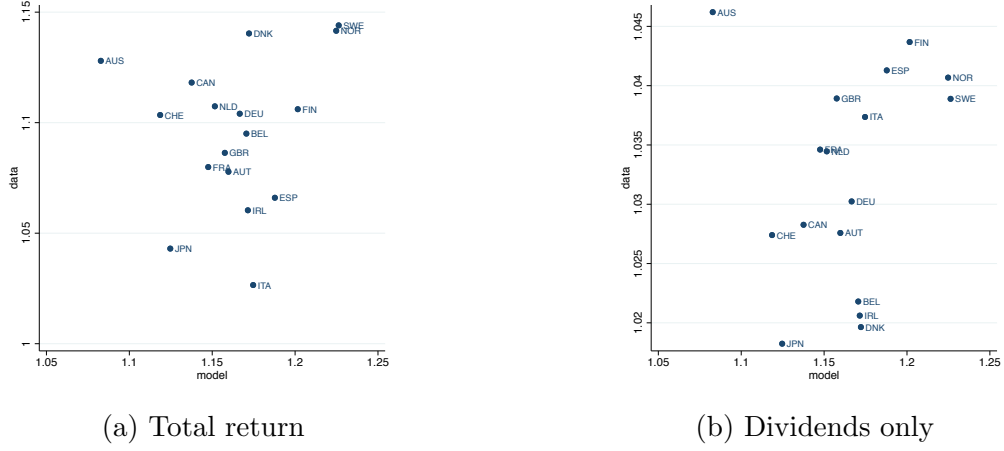 1.15
SWE
NOR
DNK
AUS
CAN
NLD
DEU
FIN
CHE
1.1
BEL
GBR
FRA
AUT
ESP
IRL
1.05
JPN
ITA
1
data
1.05 1.1 1.15 1.2 1.25
model
(a) Total return
AUS
1.045
FIN
ESP
NOR
1.04
GBR
SWE
ITA
1.035
FRA
NLD
1.03
DEU
CAN
AUT
CHE
1.025
BEL
IRL
1.02
DNK
JPN
data
1.05 1.1 1.15 1.2 1.25
model
(b) Dividends only